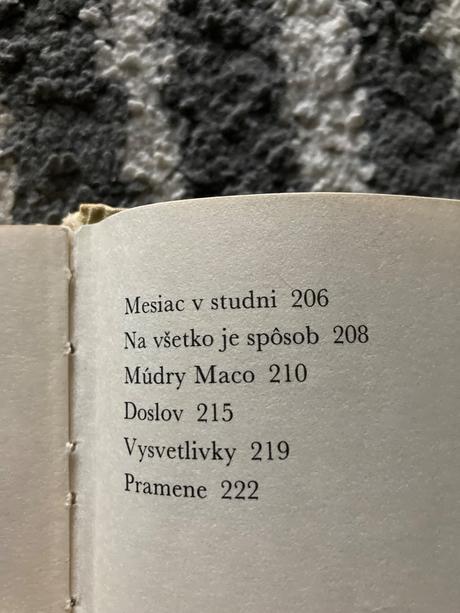 Mesiac v studni 206
Na všetko je spôsob 208
Múdry Maco 210
Doslov 215
Vysvetlivky 219
Pramene 222